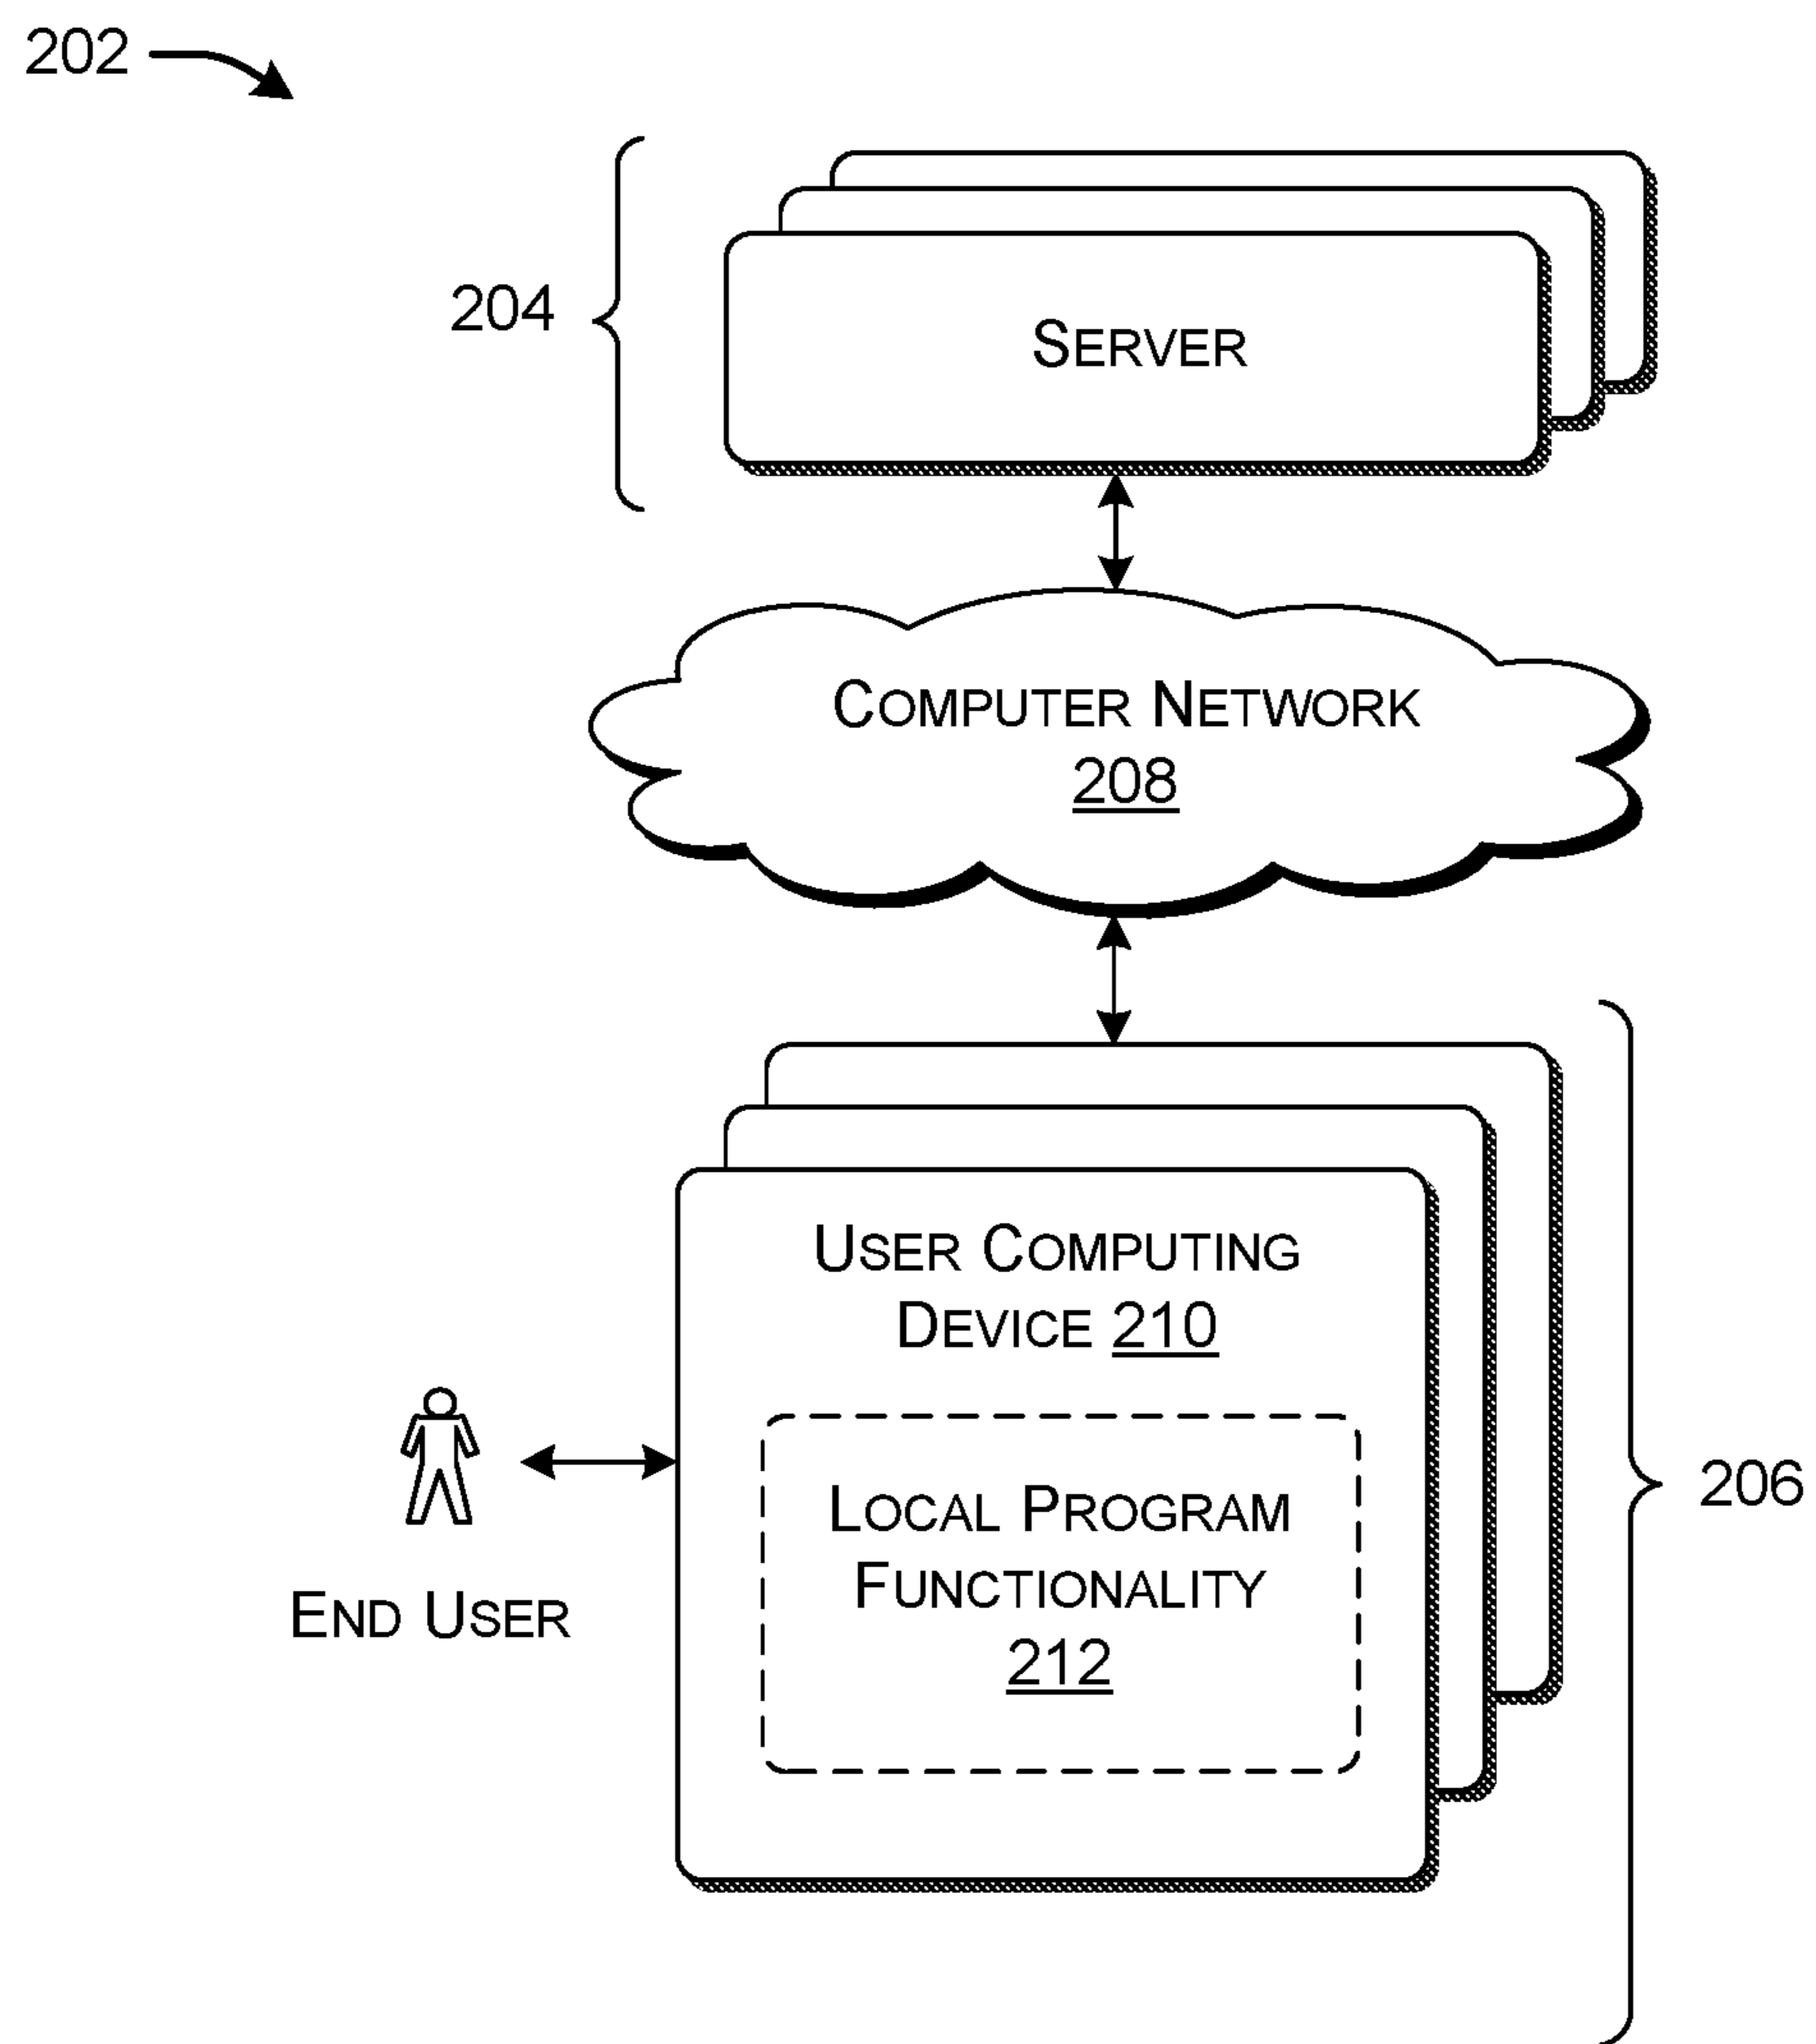 202
204
SERVER
COMPUTER NETWORK
208
USER COMPUTING
DEVICE 210
LOCAL PROGRAM
FUNCTIONALITY
212
206
END USER